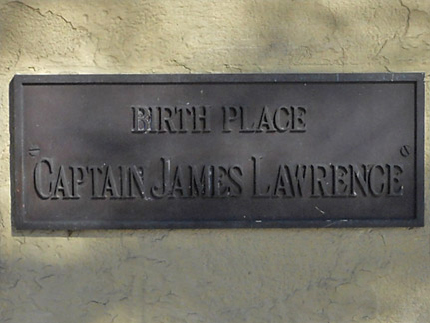 BIRTH PLACE
CAPTAIN JAMES LAWRENCE